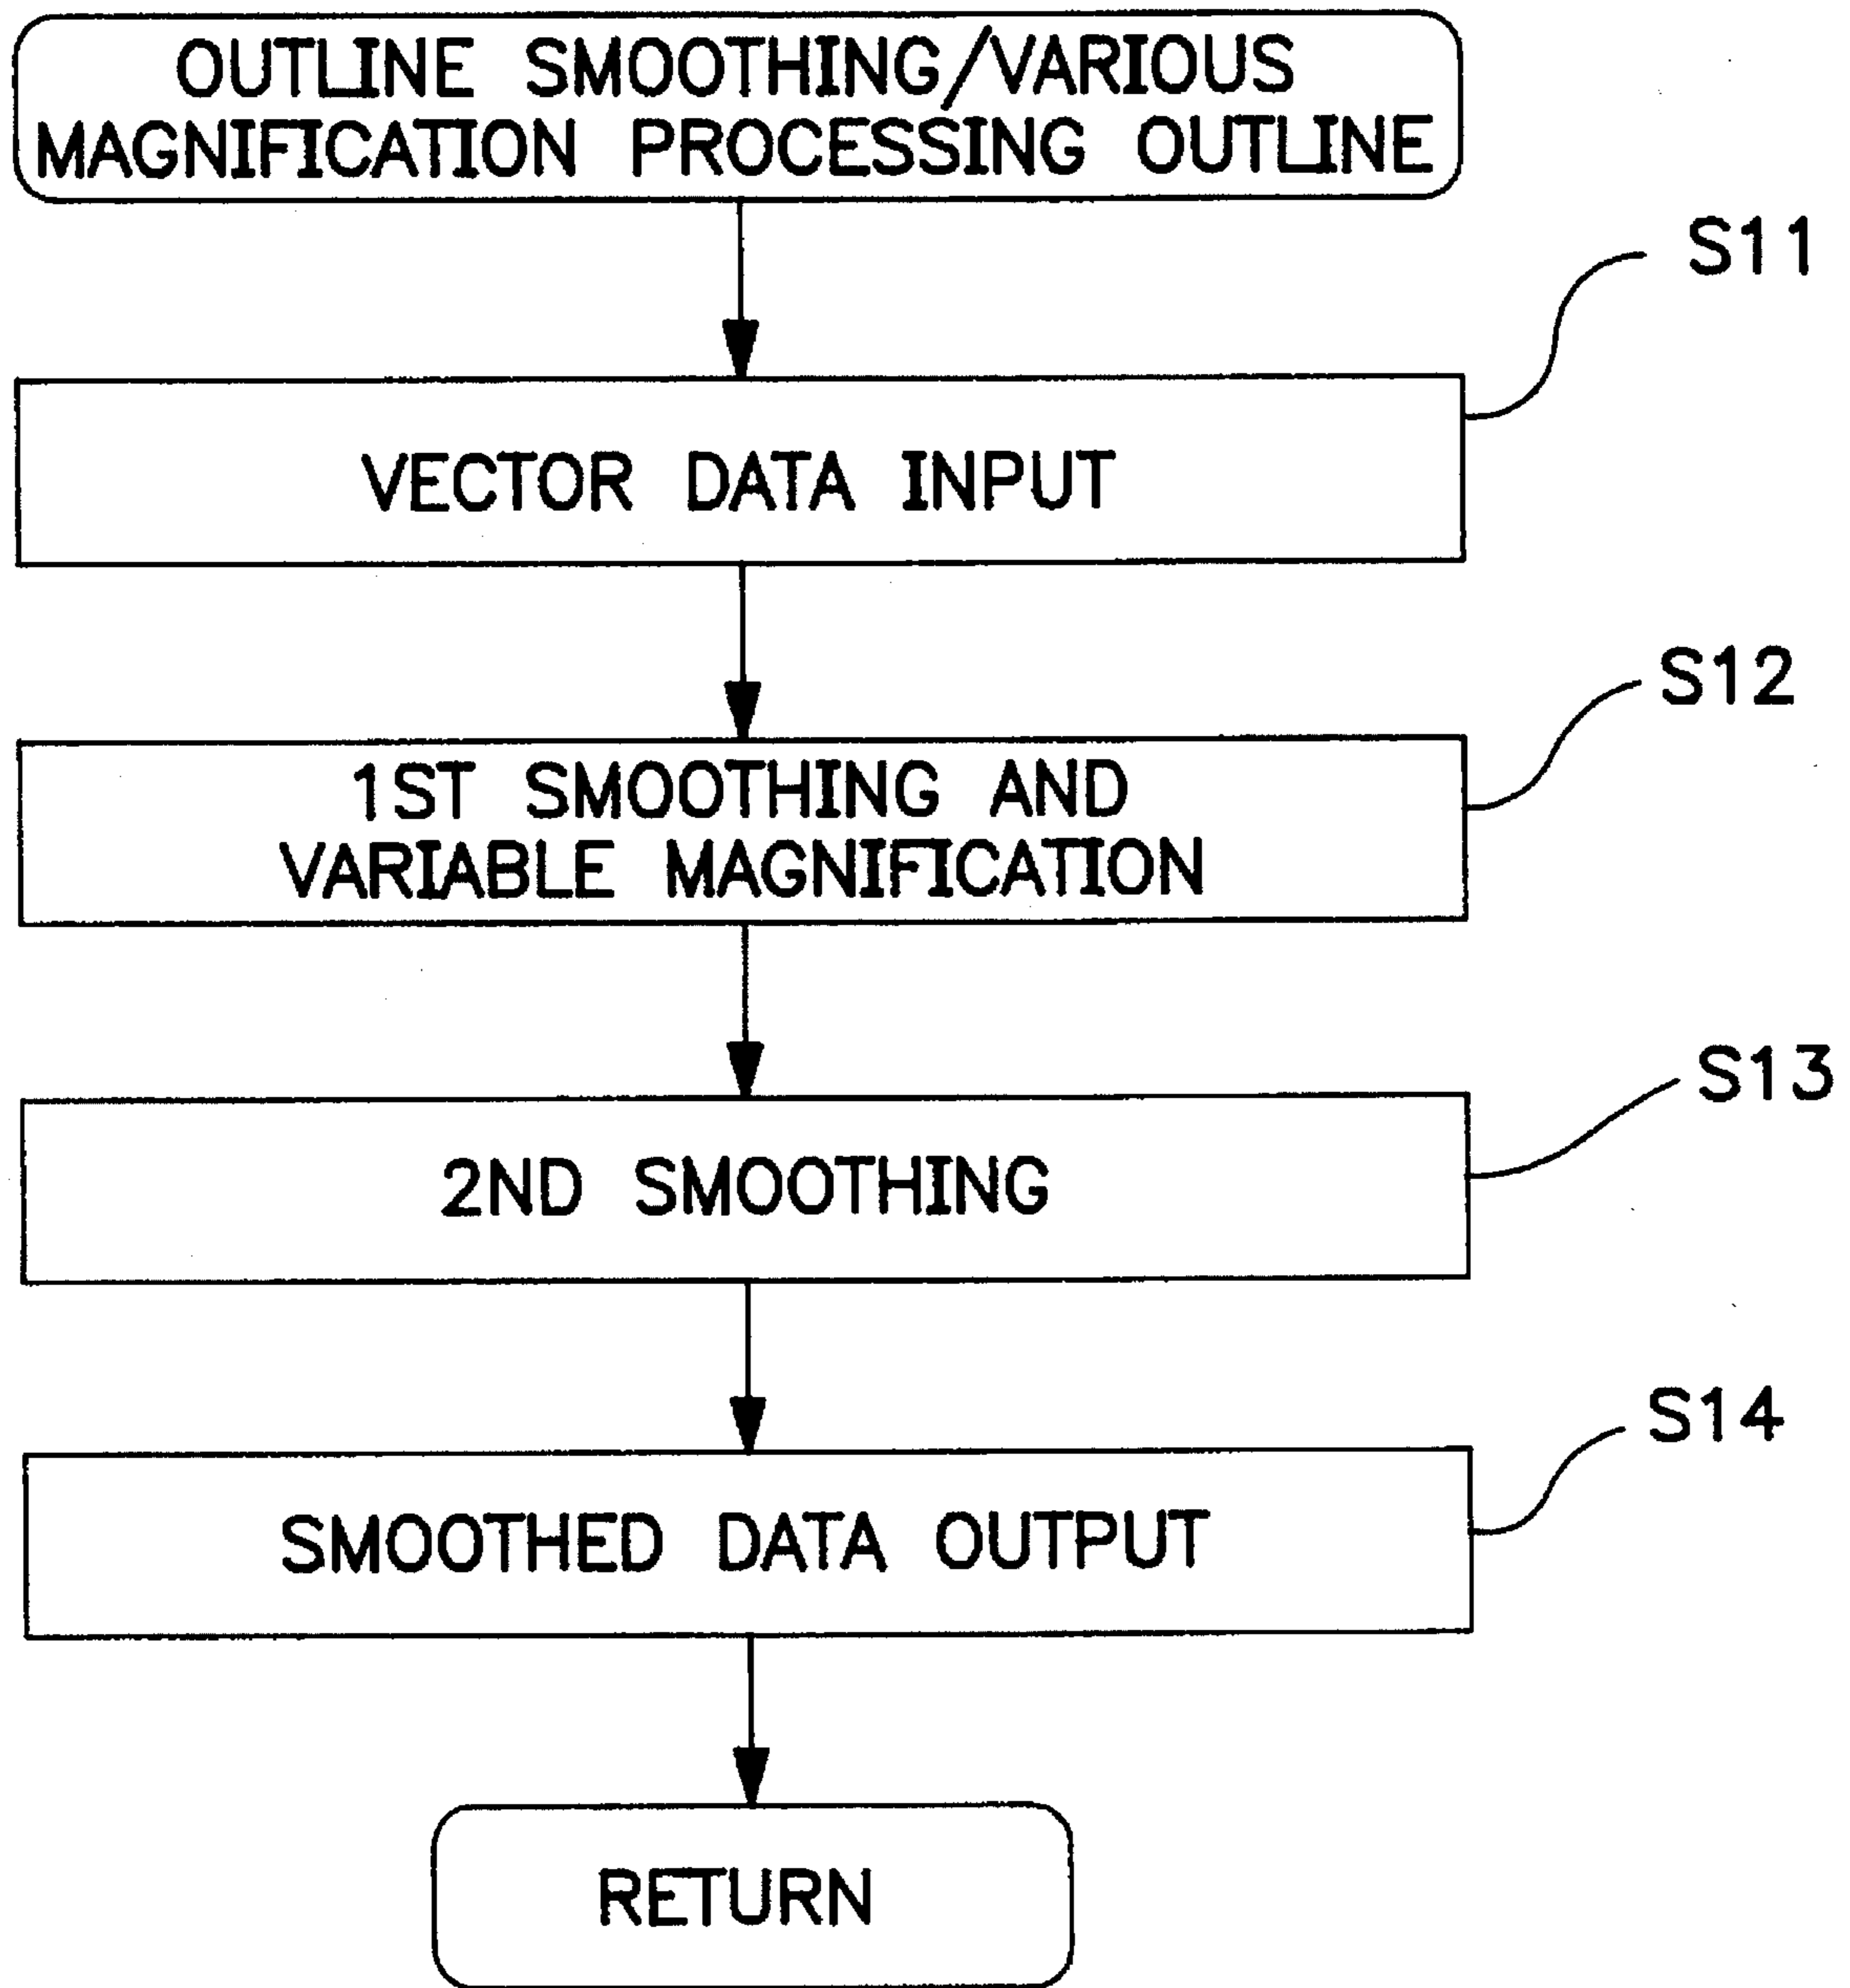 OUTLINE SMOOTHING/VARIOUS
MAGNIFICATION PROCESSING OUTLINE
S11
VECTOR DATA INPUT
S12
1ST SMOOTHING AND
VARIABLE MAGNIFICATION
S13
2ND SMOOTHING
S14
SMOOTHED DATA OUTPUT
RETURN